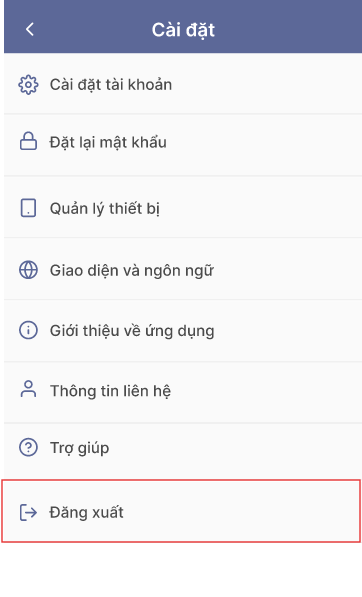 Cài đặt
Cài đặt tài khoản
Đặt lại mật khẩu
Quản lý thiết bị
Giao diện và ngôn ngữ
Giới thiệu về ứng dụng
Thông tin liên hệ
Trợ giúp
Đăng xuất